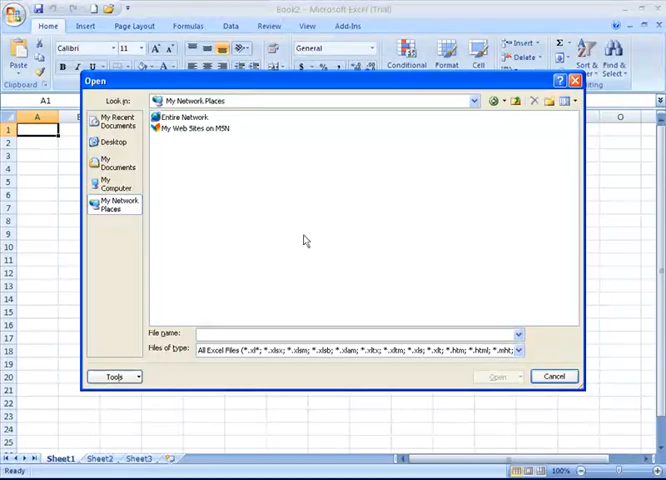 Book2 - Microsoft Excel (Trial)
Home Page Layout Formulas Data Review View Add-Ins
Calibri 11 General Insert
Paste Conditional Format Cell Delete Sort & Find &
B Filter Select
Clipboard
A1
Open
Look in: My Network Places
My Recent Documents
Desktop
My Documents
My Computer
My Network Places
Entire Network
My Web Sites on MSN
File name:
Files of type: All Excel Files (*.xl*; *.xlsx; *.xlsm; *.xlsb; *.xlam; *.xltx; *.xltm; *.xls; *.xlt; *.htm; *.html; *.mht;
Tools Open Cancel
A O
1
2
3
4
5
6
7
8
9
10
11
12
13
14
15
16
17
18
19
20
21
22
23
24
25
Sheet1 Sheet2 Sheet3
Ready 100%